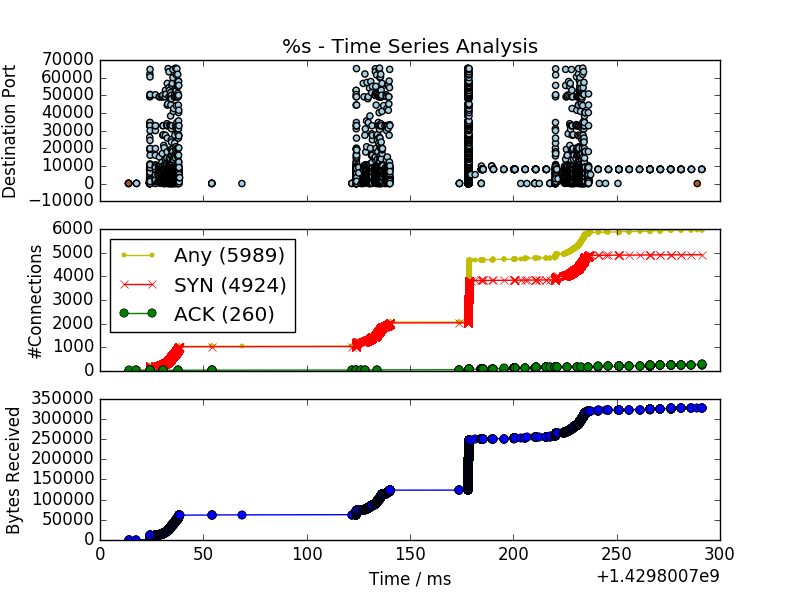 %s - Time Series Analysis
70000
60000
50000
40000
30000
20000
10000
0
−10000
Destination Port
6000
5000
4000
3000
2000
1000
0
#Connections
Any (5989)
SYN (4924)
ACK (260)
350000
300000
250000
200000
150000
100000
50000
0
Bytes Received
0 50 100 150 200 250 300
Time / ms
+1.4298007e9